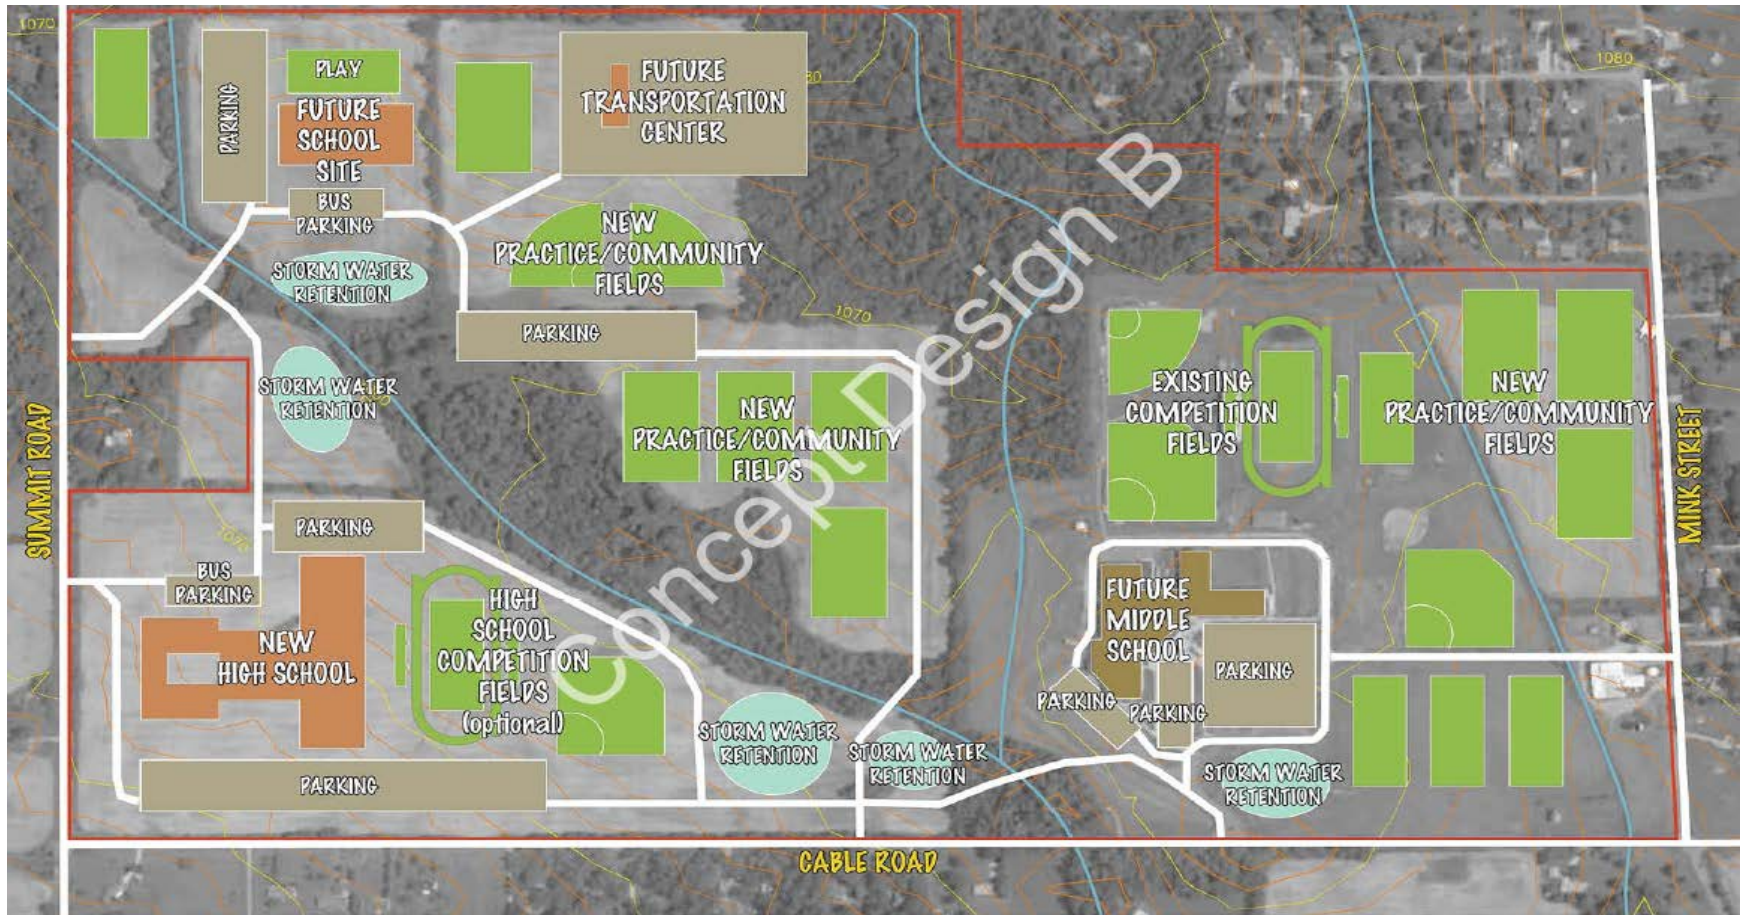 1070
1080
80
PLAY
PARKING
FUTURE
SCHOOL
SITE
FUTURE
TRANSPORTATION
CENTER
BUS
PARKING
NEW
PRACTICE/COMMUNITY
FIELDS
STORM WATER
RETENTION
PARKING
1070
STORM WATER
RETENTION
NEW
PRACTICE/COMMUNITY
FIELDS
EXISTING
COMPETITION
FIELDS
NEW
PRACTICE/COMMUNITY
FIELDS
SUMMIT ROAD
MINK STREET
Concept Design B
PARKING
1070
BUS
PARKING
NEW
HIGH SCHOOL
HIGH
SCHOOL
COMPETITION
FIELDS
(optional)
FUTURE
MIDDLE
SCHOOL
PARKING
PARKING
PARKING
STORM WATER
RETENTION
STORM WATER
RETENTION
STORM WATER
RETENTION
PARKING
CABLE ROAD